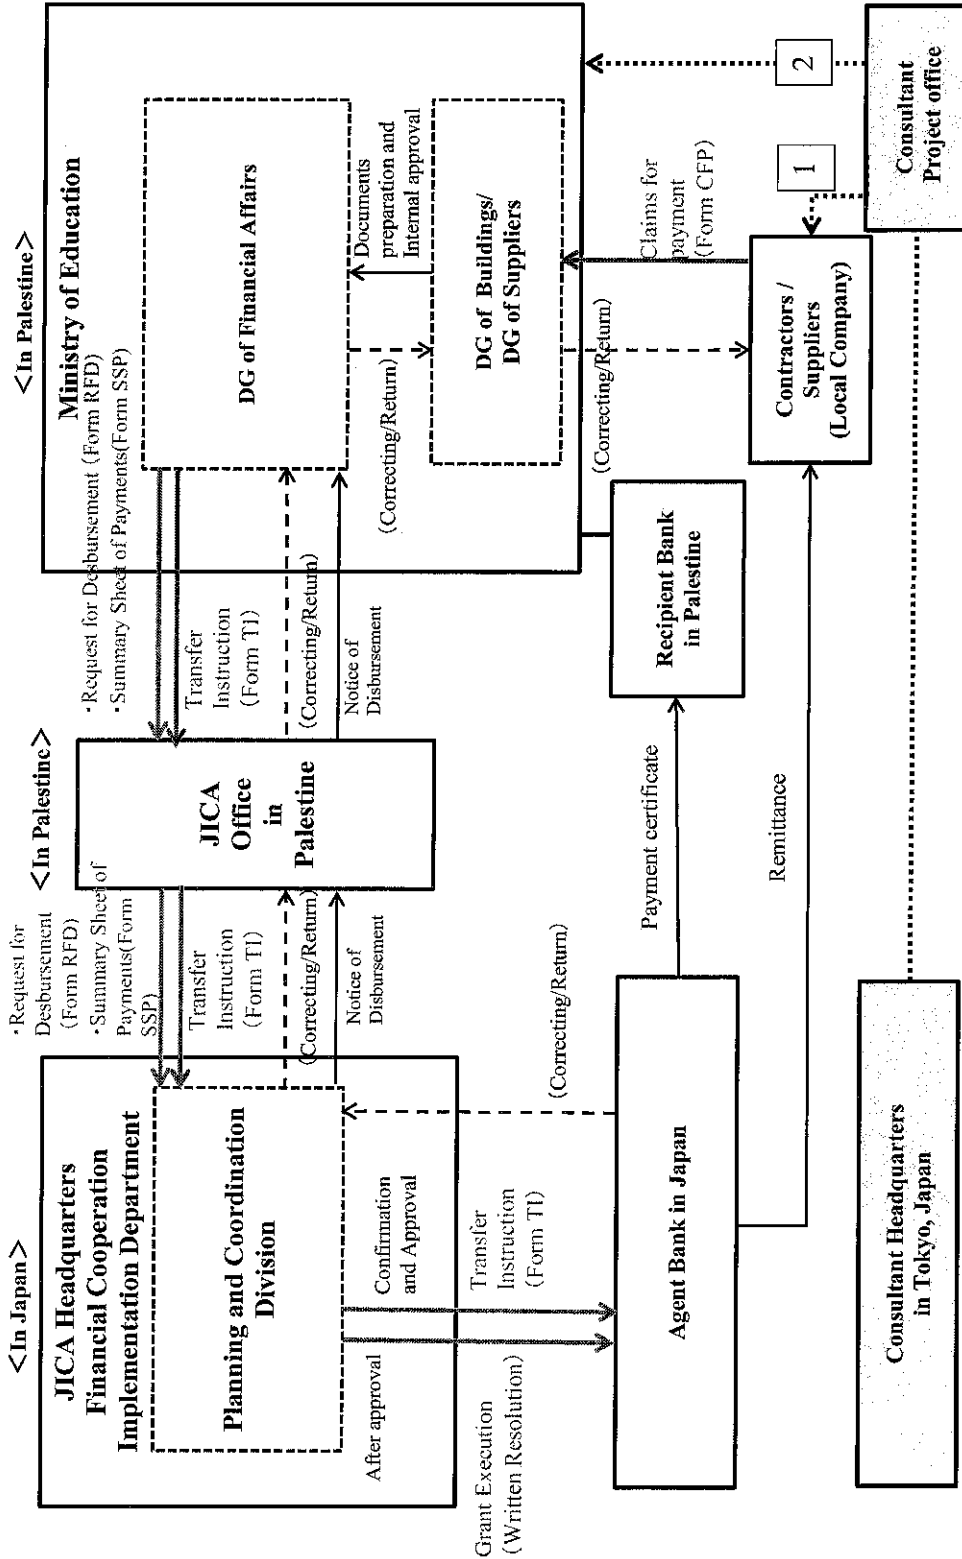 <In Japan>
JICA Headquarters
Financial Cooperation
Implementation Department
Planning and Coordination
Division
After approval
Confirmation
and Approval
Grant Execution
(Written Resolution)
Transfer
Instruction
(Form TI)
(Correcting/Return)
・Request for
Desbursement
(Form RFD)
・Summary Sheet of
Payments(Form
SSP)
Transfer
Instruction
(Form TI)
(Correcting/Return)
Notice of
Disbursement
<In Palestine>
JICA
Office
in
Palestine
・Request for Desbursement (Form RFD)
・Summary Sheet of Payments(Form SSP)
Transfer
Instruction
(Form TI)
(Correcting/Return)
Notice of
Disbursement
<In Palestine>
Ministry of Education
DG of Financial Affairs
(Correcting/Return)
Documents
preparation and
Internal approval
DG of Buildings/
DG of Suppliers
(Correcting/Return)
Claims for
payment
(Form CFP)
Agent Bank in Japan
Payment certificate
Recipient Bank
in Palestine
Remittance
Contractors /
Suppliers
(Local Company)
1
2
Consultant Headquarters
in Tokyo, Japan
Consultant
Project office